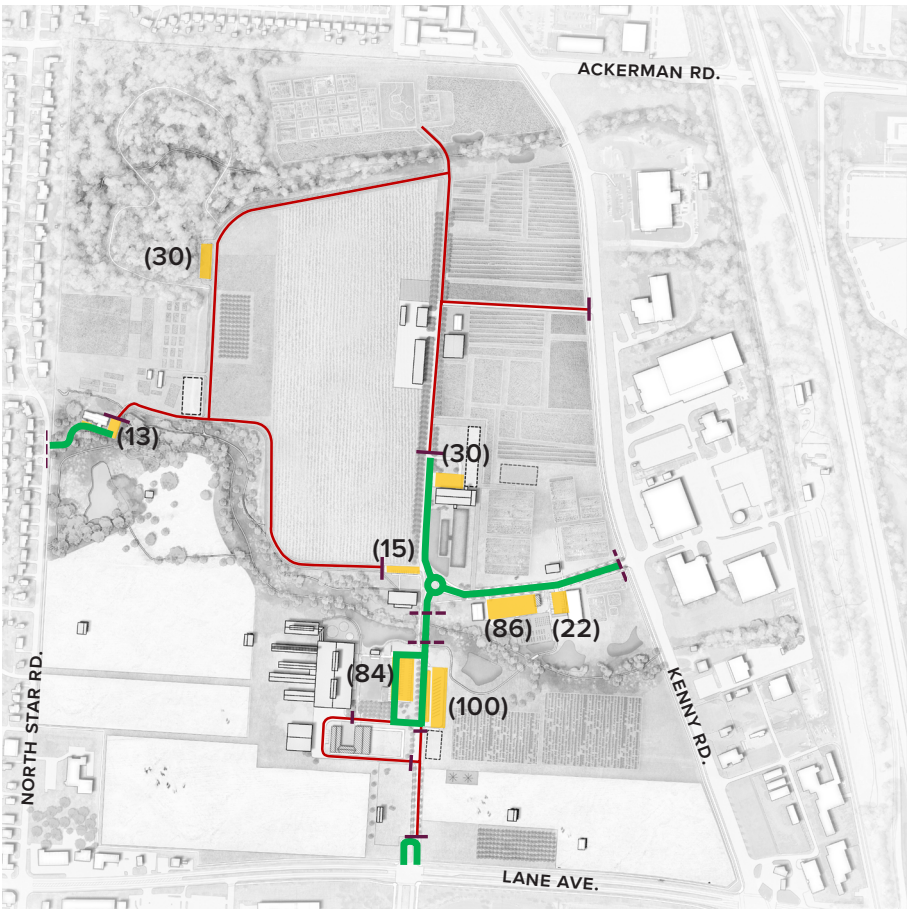 ACKERMAN RD.
(30)
(13)
(30)
(15)
(86)
(22)
(84)
(100)
NORTH STAR RD.
KENNY RD.
LANE AVE.